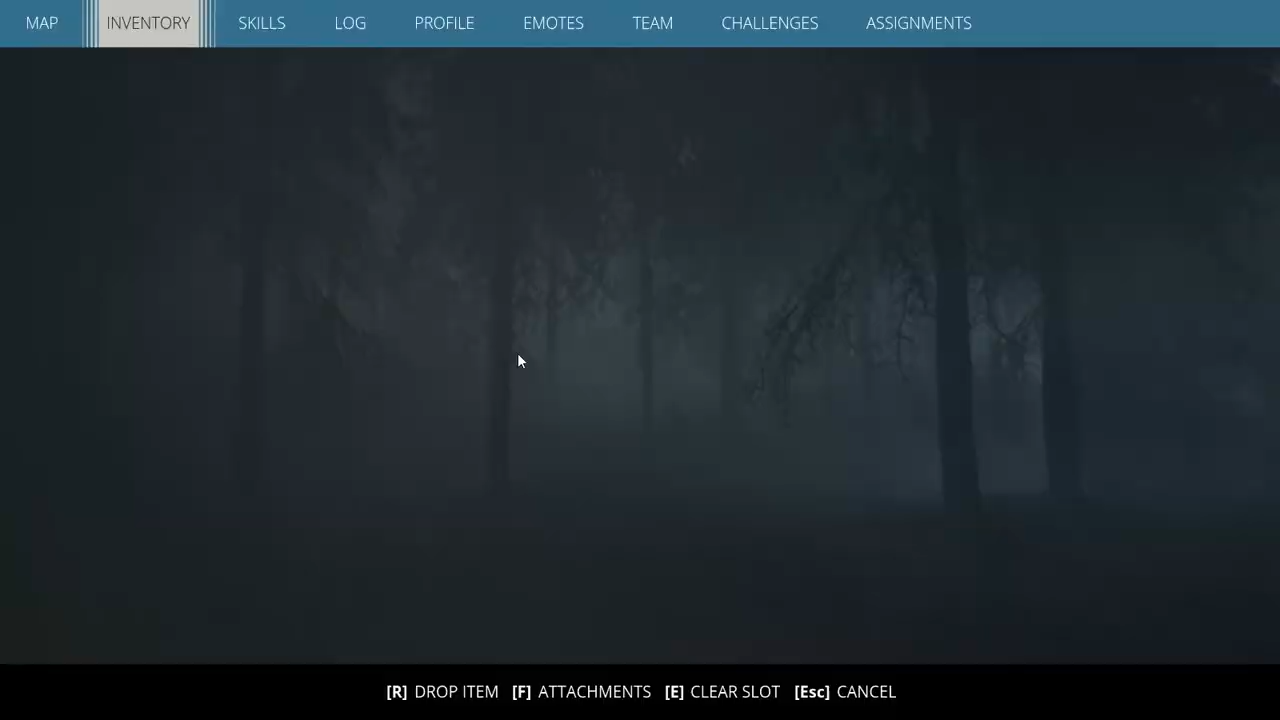 MAP INVENTORY SKILLS LOG PROFILE EMOTES TEAM CHALLENGES ASSIGNMENTS
[R] DROP ITEM [F] ATTACHMENTS [E] CLEAR SLOT [Esc] CANCEL